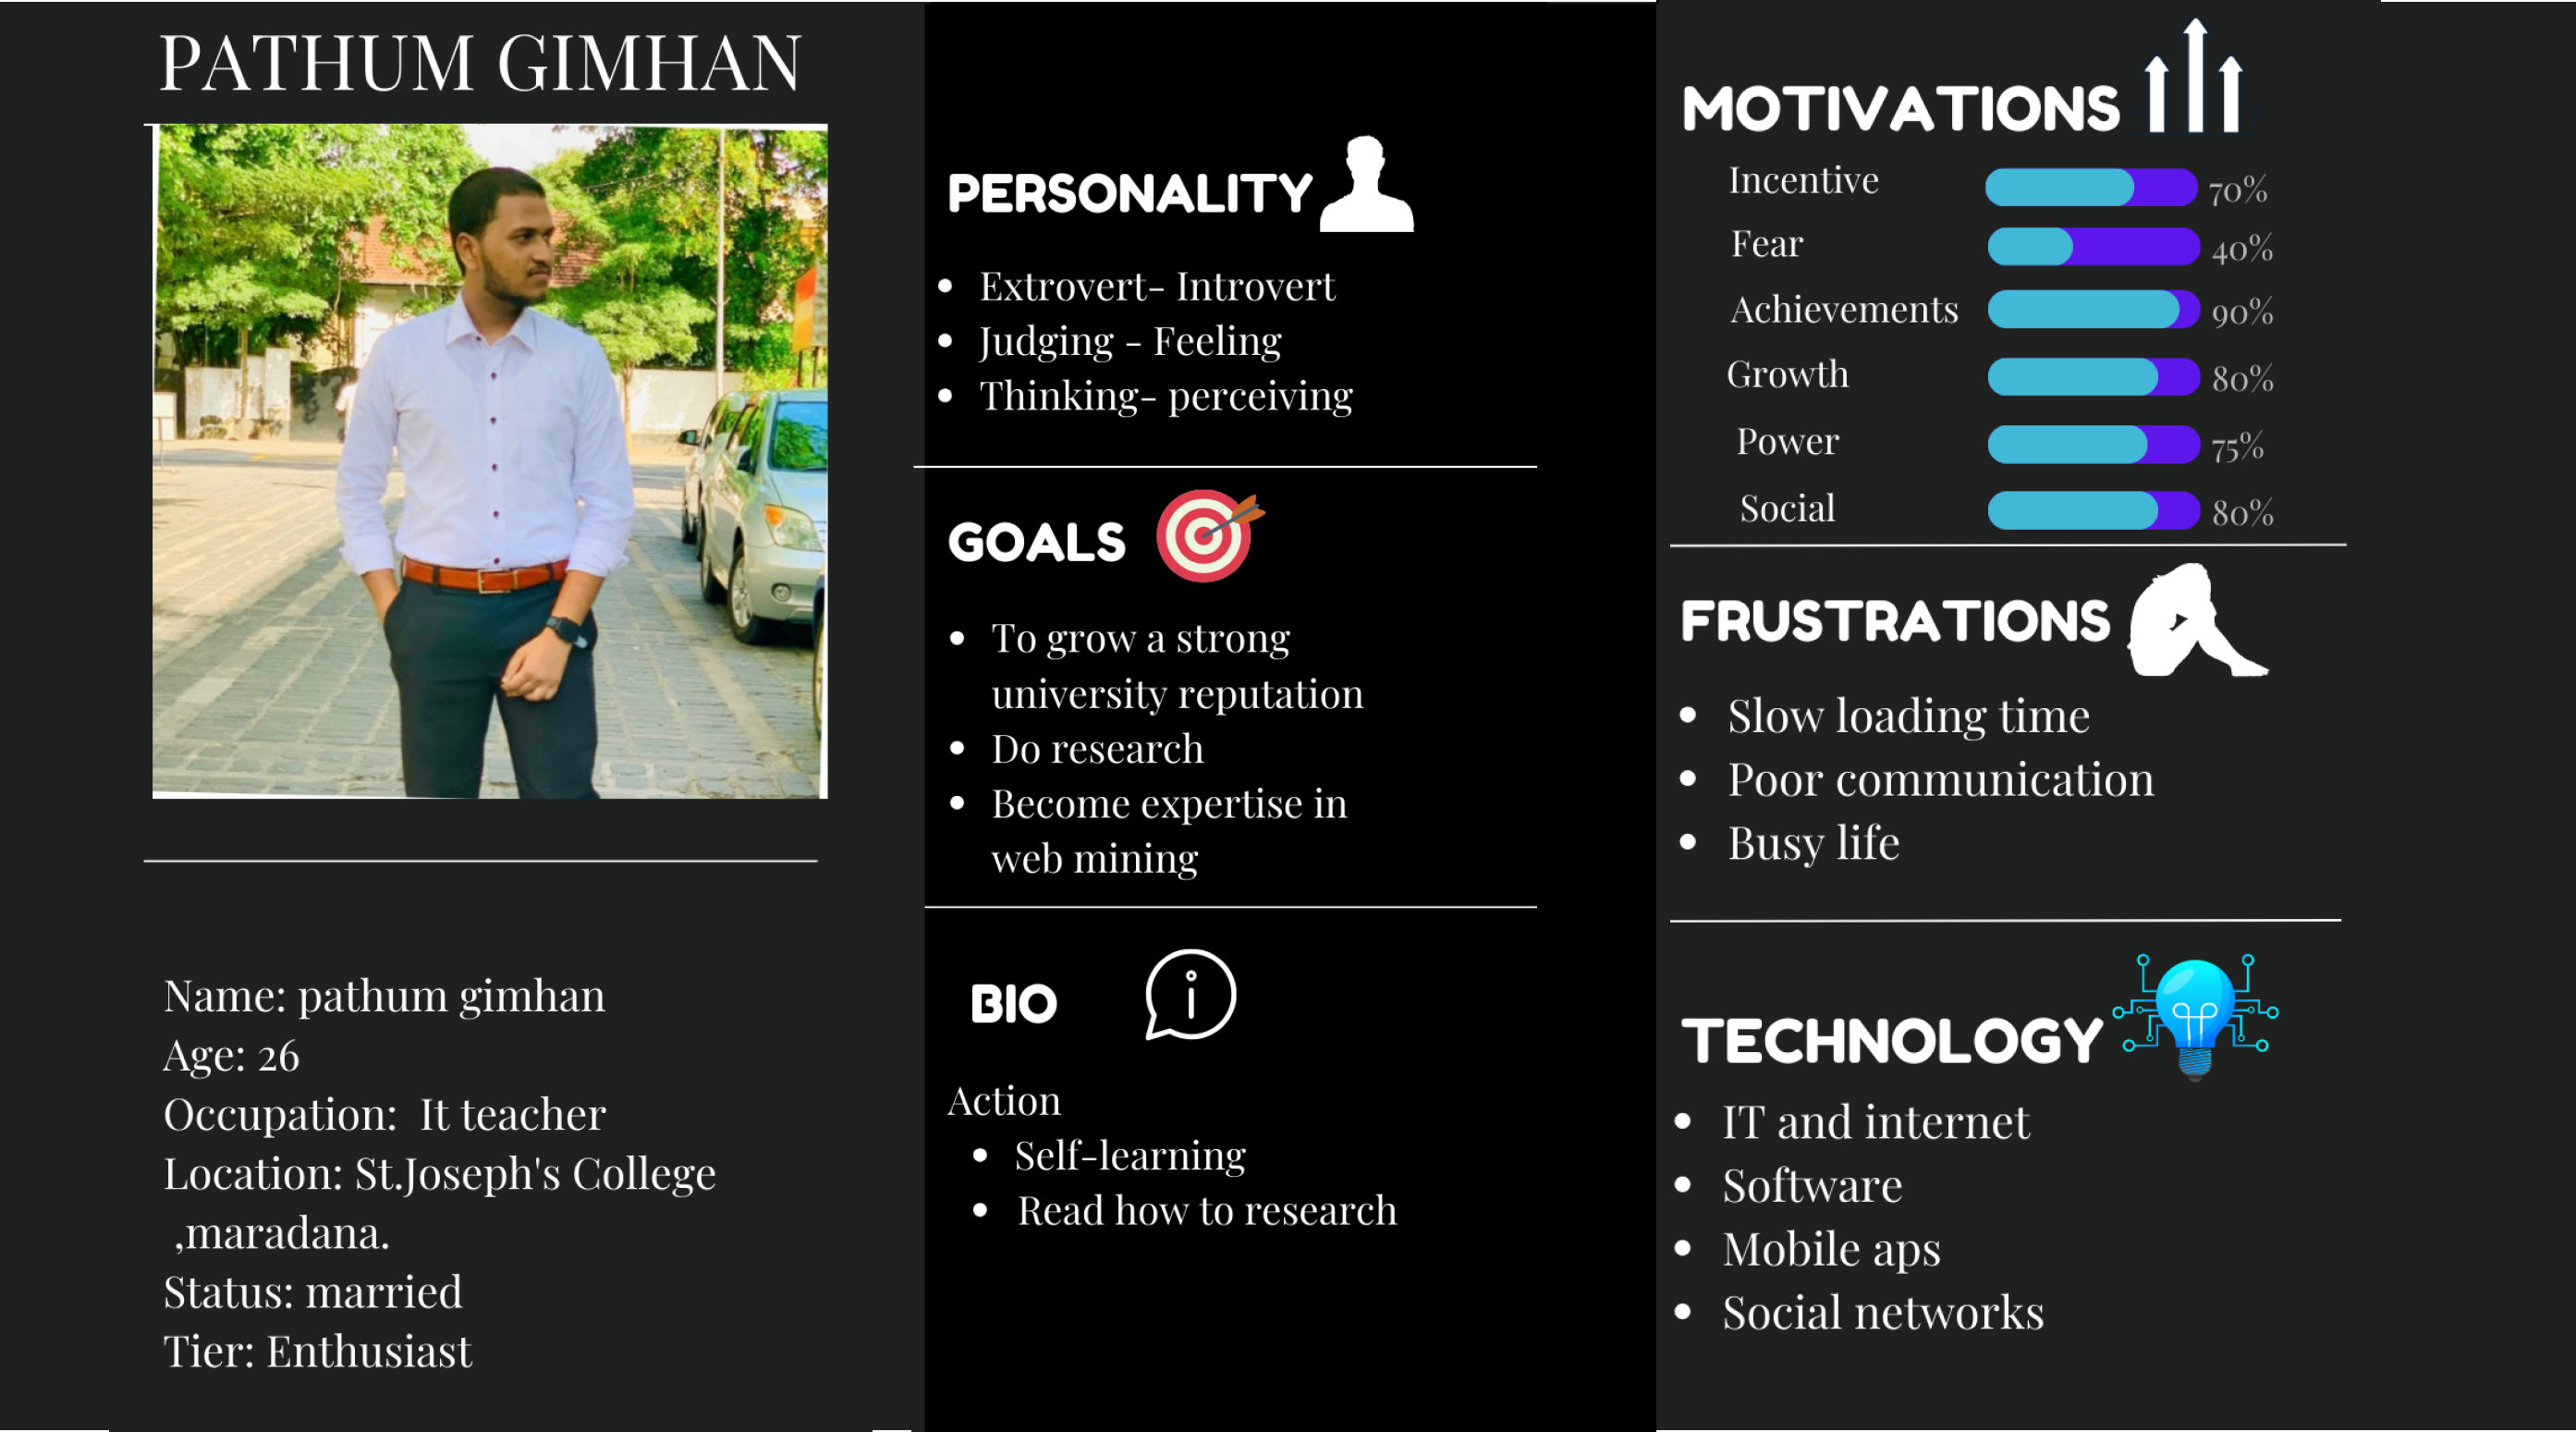 PATHUM GIMHAN
Name: pathum gimhan
Age: 26
Occupation:  It teacher
Location: St.Joseph's College
,maradana.
Status: married
Tier: Enthusiast
PERSONALITY
Extrovert- Introvert
Judging - Feeling
Thinking- perceiving
GOALS
To grow a strong
university reputation
Do research
Become expertise in
web mining
BIO
Action
Self-learning
Read how to research
MOTIVATIONS
Incentive 70%
Fear 40%
Achievements 90%
Growth 80%
Power 75%
Social 80%
FRUSTRATIONS
Slow loading time
Poor communication
Busy life
TECHNOLOGY
IT and internet
Software
Mobile aps
Social networks